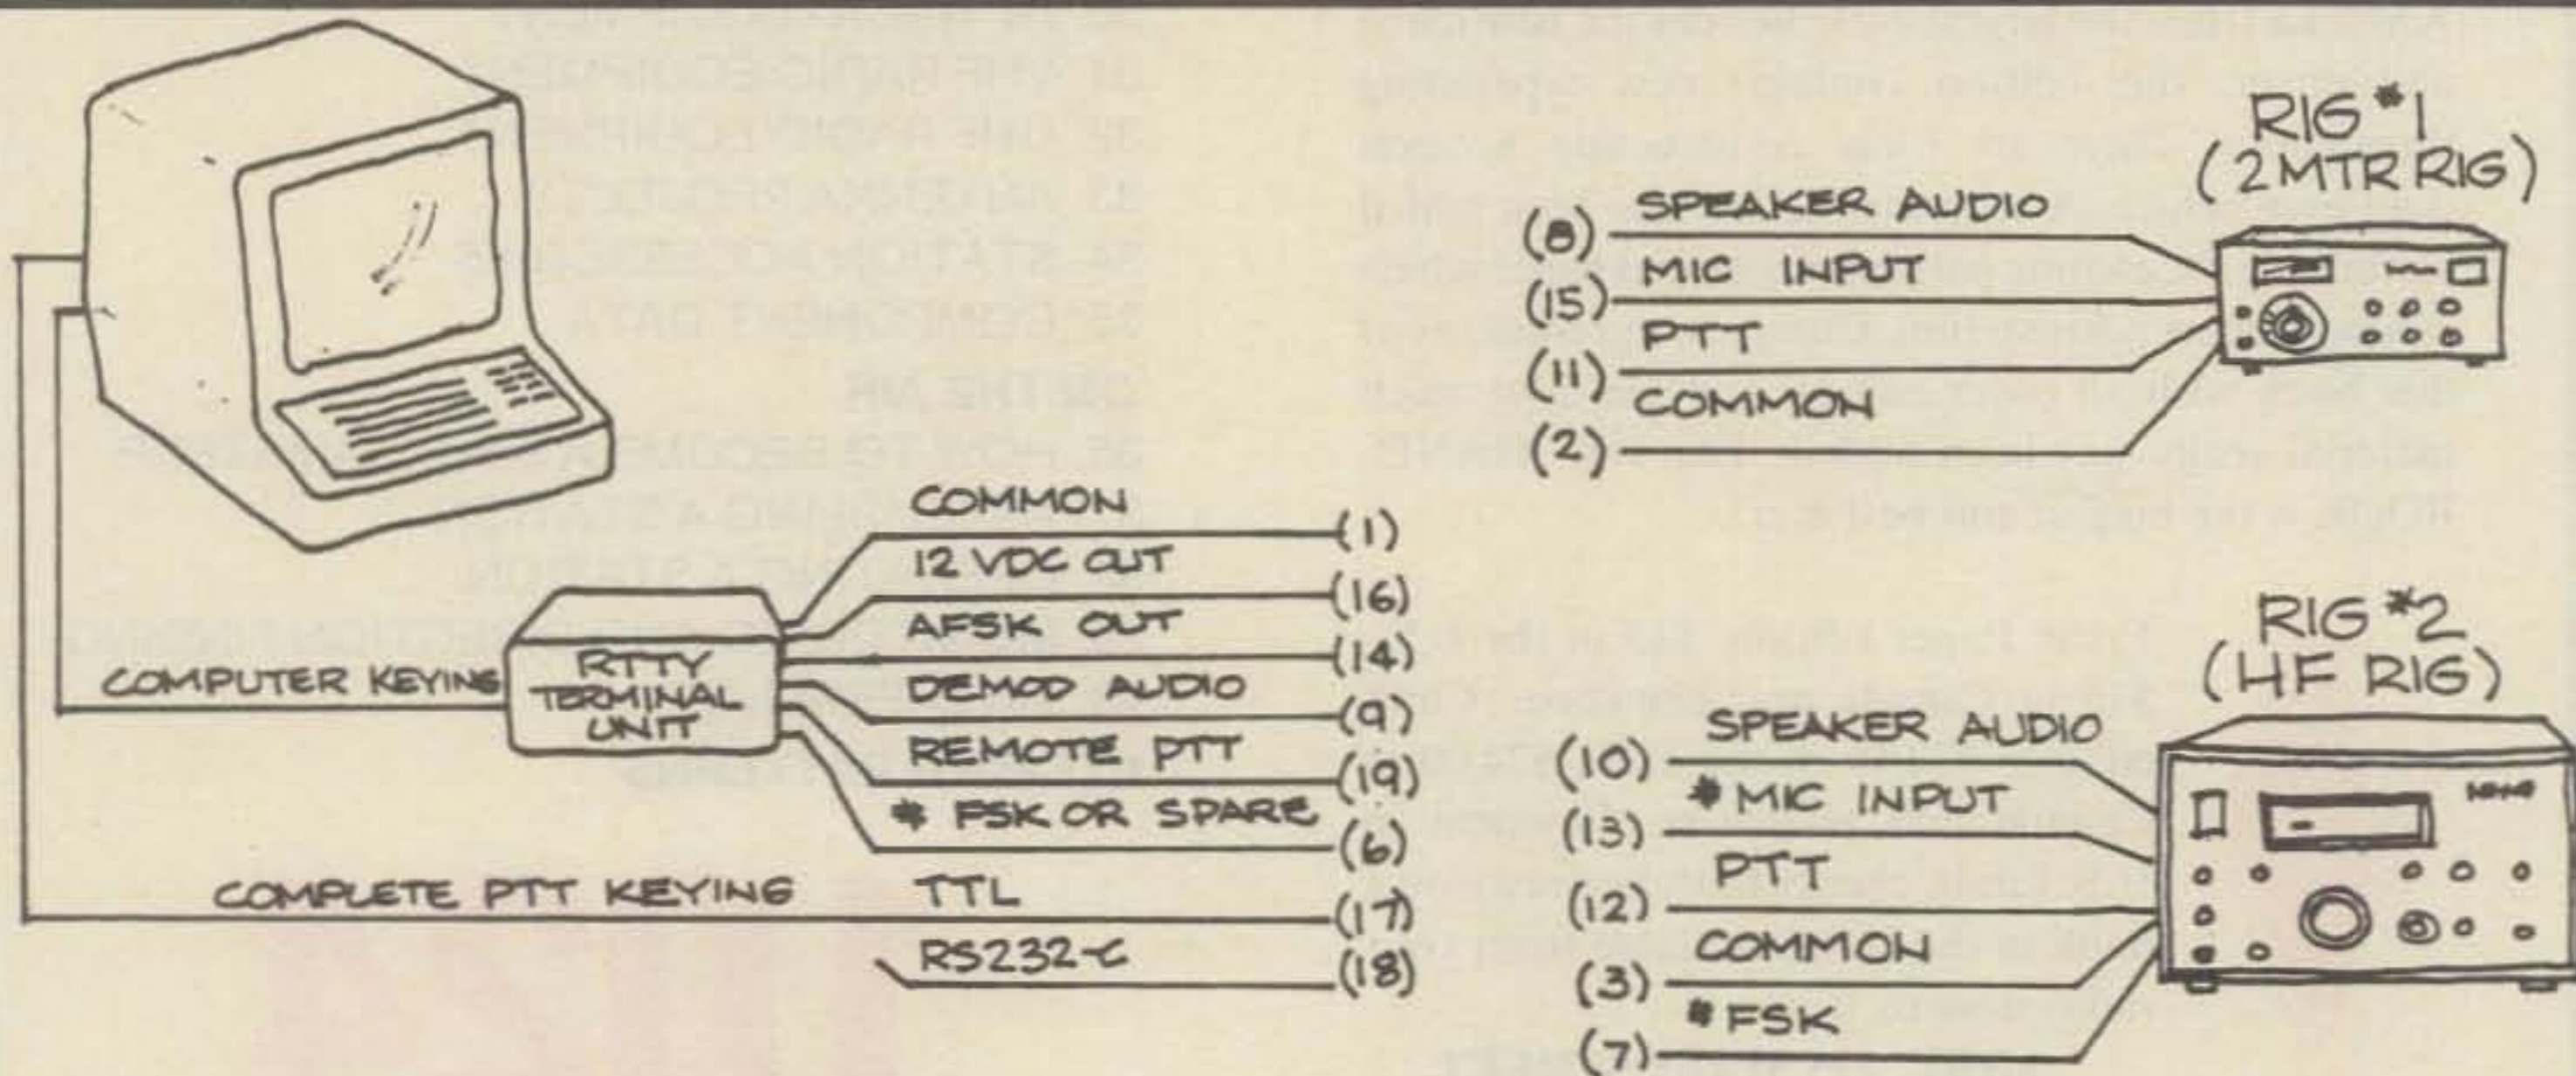 RIG #1
(2 MTR RIG)
(8) SPEAKER AUDIO
(15) MIC INPUT
(11) PTT
(2) COMMON
COMMON (1)
12 VDC OUT (16)
AFSK OUT (14)
DEMOD AUDIO (9)
REMOTE PTT (19)
# FSK OR SPARE (6)
COMPUTER KEYING
RTTY
TERMINAL
UNIT
COMPLETE PTT KEYING TTL (17)
RS232-C (18)
RIG #2
(HF RIG)
(10) SPEAKER AUDIO
(13) # MIC INPUT
(12) PTT
(3) COMMON
(7) # FSK